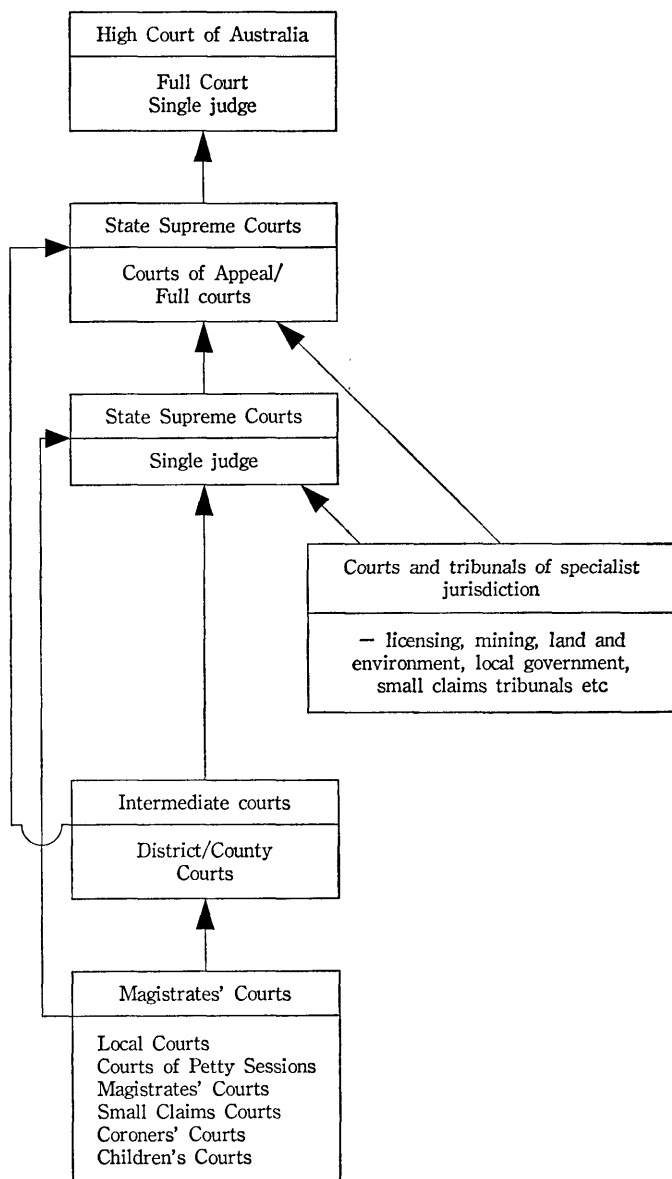 High Court of Australia
Full Court
Single judge
State Supreme Courts
Courts of Appeal/
Full courts
State Supreme Courts
Single judge
Courts and tribunals of specialist
jurisdiction
— licensing, mining, land and
environment, local government,
small claims tribunals etc
Intermediate courts
District/County
Courts
Magistrates' Courts
Local Courts
Courts of Petty Sessions
Magistrates' Courts
Small Claims Courts
Coroners' Courts
Children's Courts